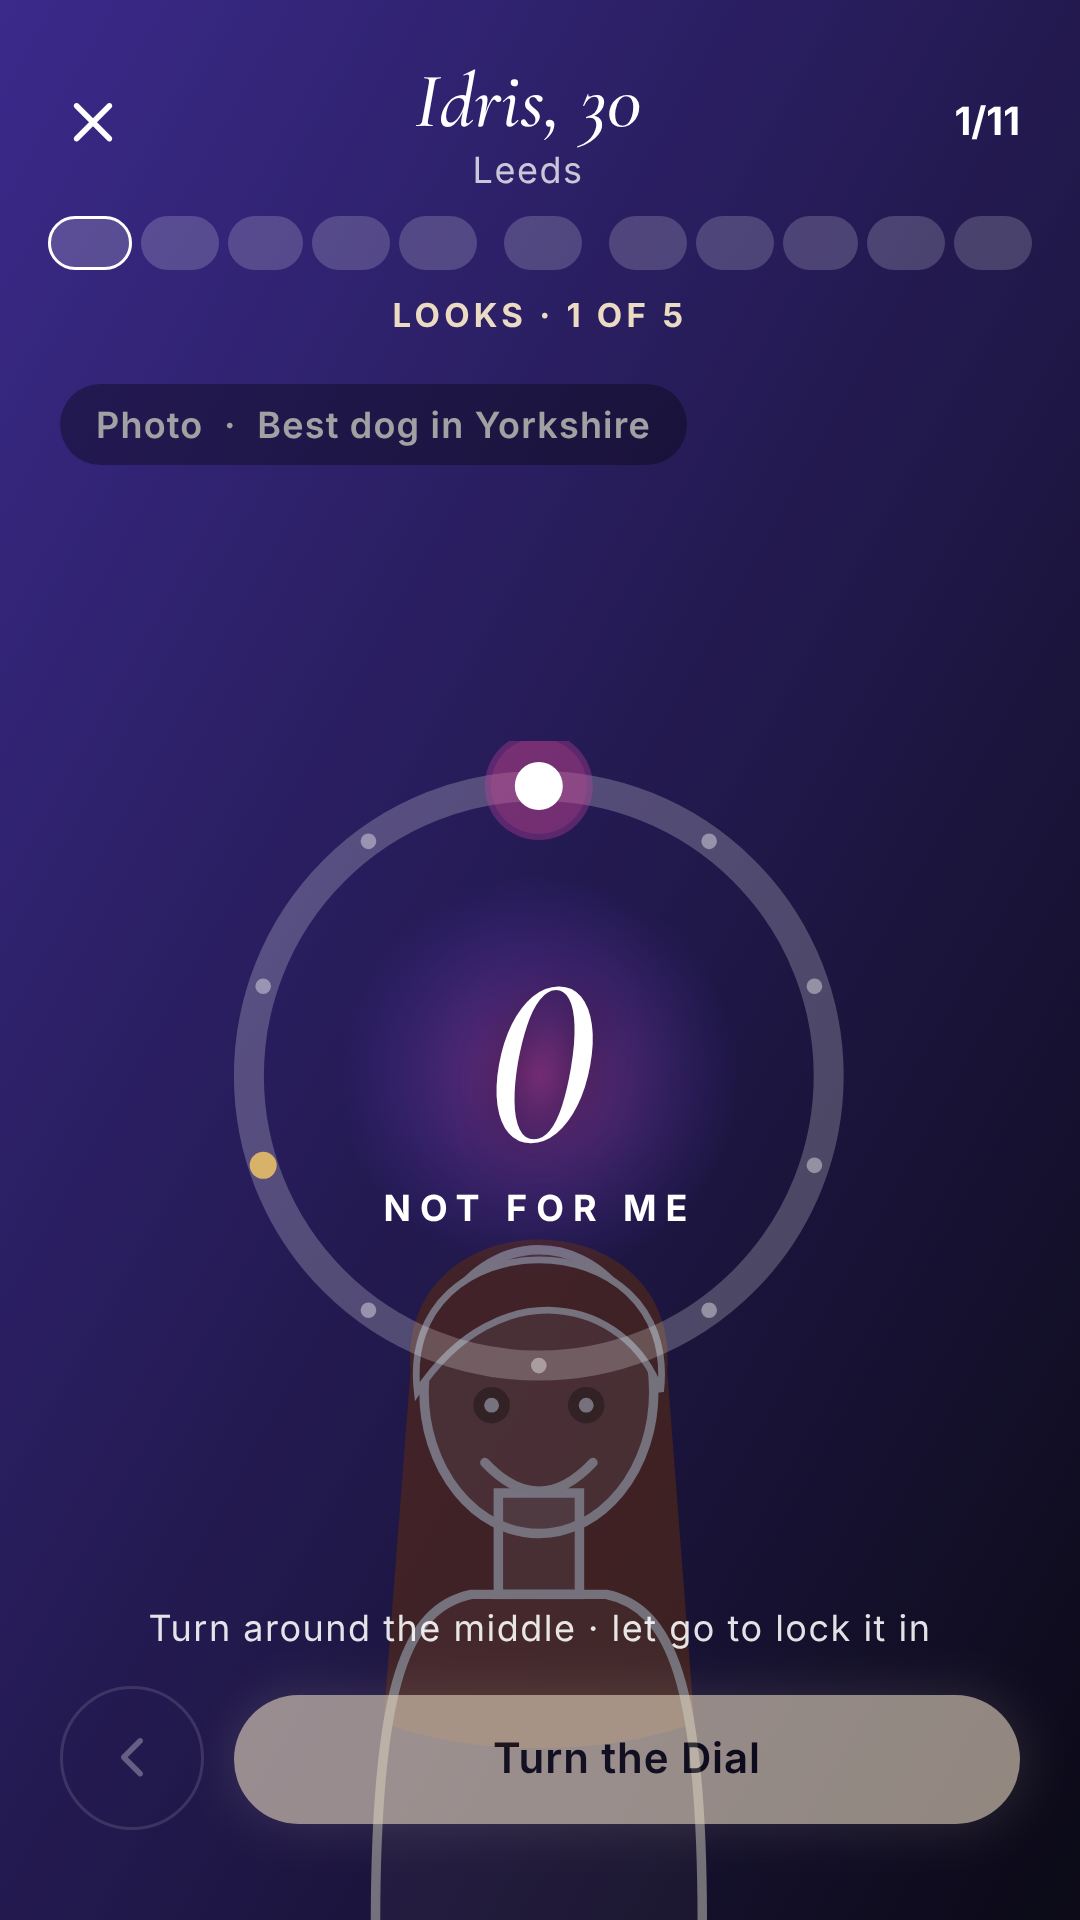 Idris, 30
1/11
Leeds
LOOKS · 1 OF 5
Photo · Best dog in Yorkshire
0
NOT FOR ME
Turn around the middle · let go to lock it in
Turn the Dial